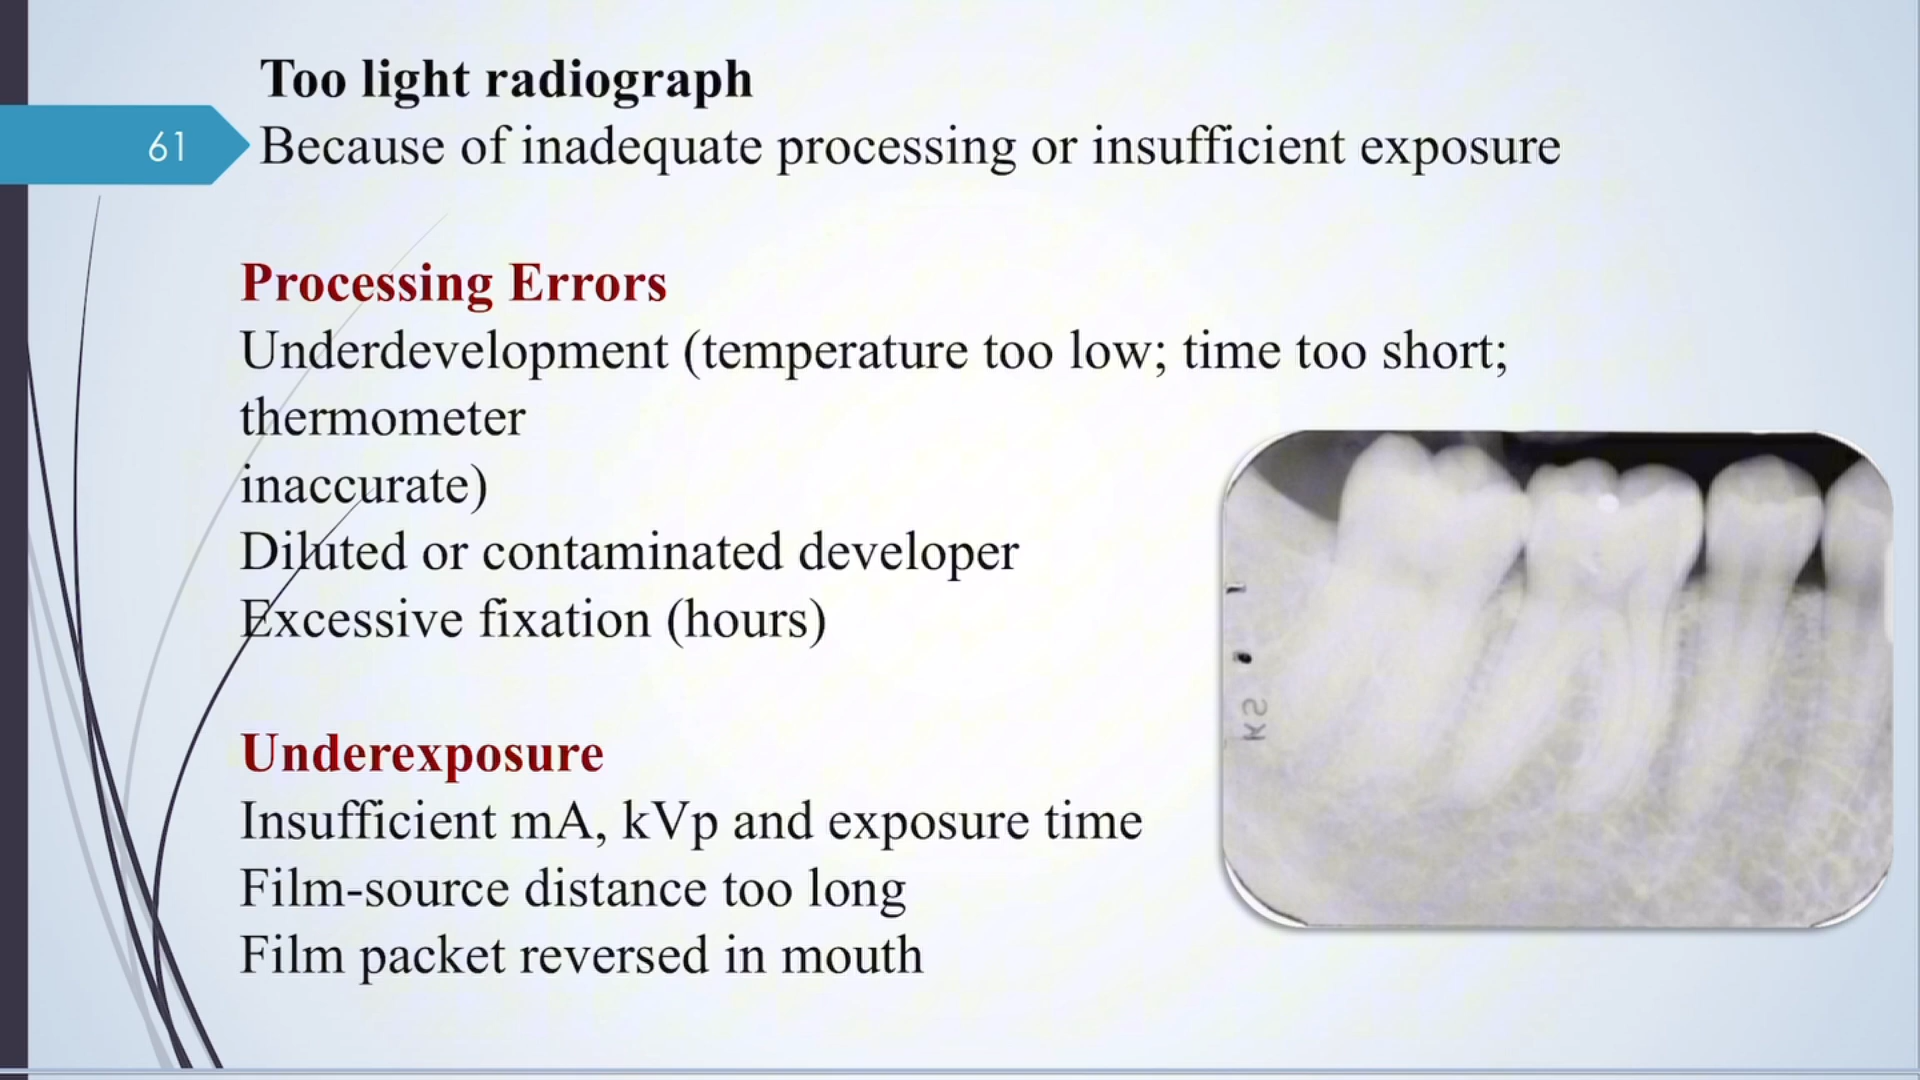 Too light radiograph
61
Because of inadequate processing or insufficient exposure
Processing Errors
Underdevelopment (temperature too low; time too short;
thermometer
inaccurate)
Diluted or contaminated developer
Excessive fixation (hours)
Underexposure
Insufficient mA, kVp and exposure time
Film-source distance too long
Film packet reversed in mouth